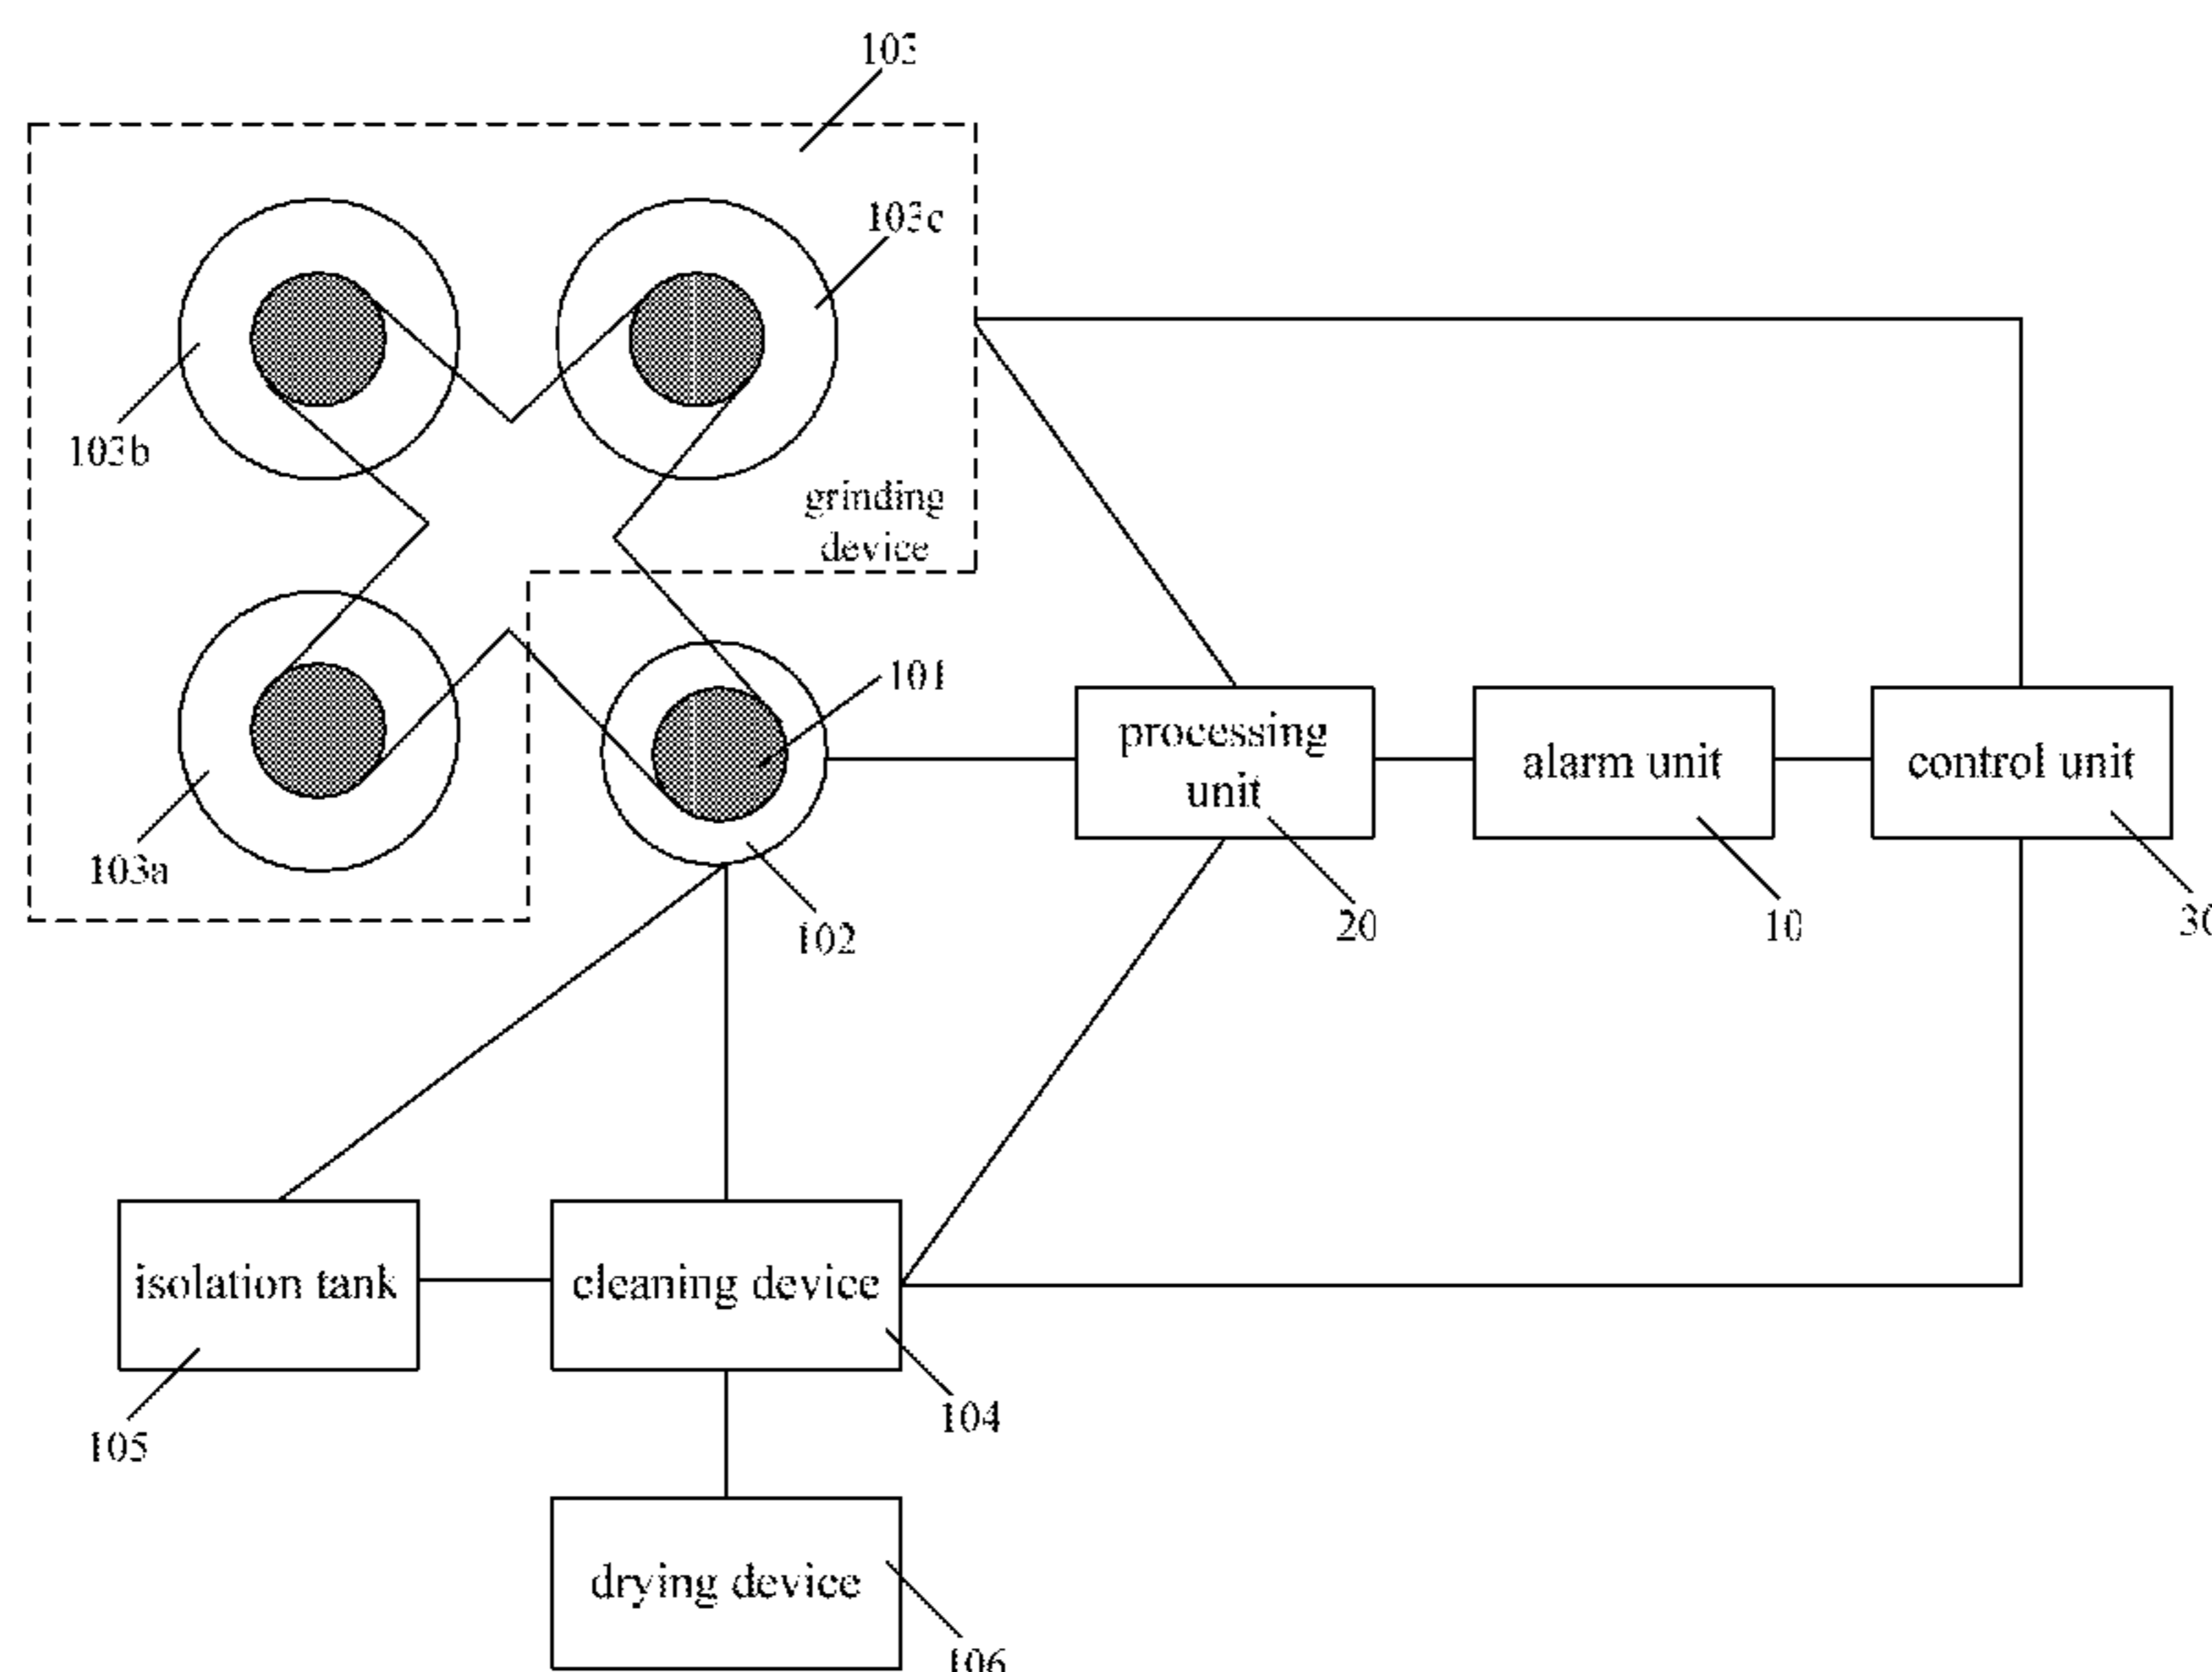 103
103c
103b
grinding
device
101
processing
unit
alarm unit
control unit
103a
102
20
10
30
isolation tank
cleaning device
104
105
drying device
106